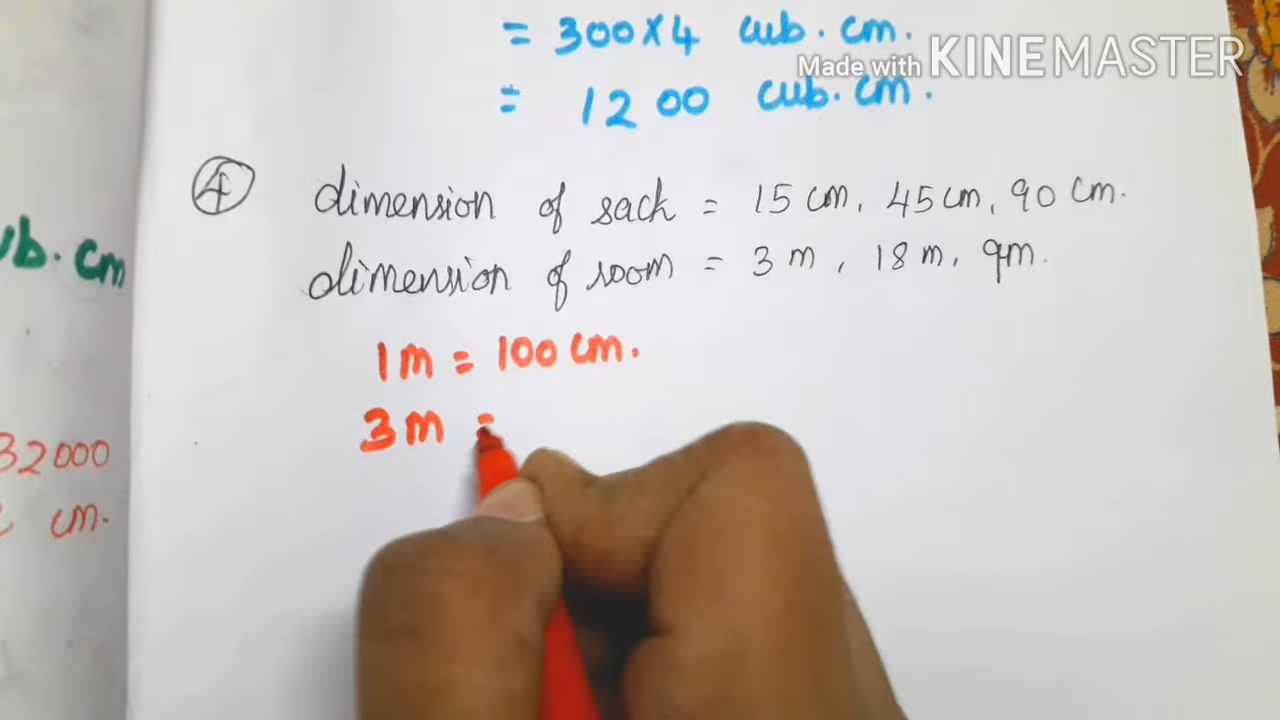 = 300 x 4 cub. cm.
Made with KINEMASTER
= 1200 cub. cm.
4 dimension of sack = 15 cm, 45 cm, 90 cm.
dimension of room = 3 m, 18 m, 9m.
ub. cm
1 m = 100 cm.
3 m =
32000
cm.